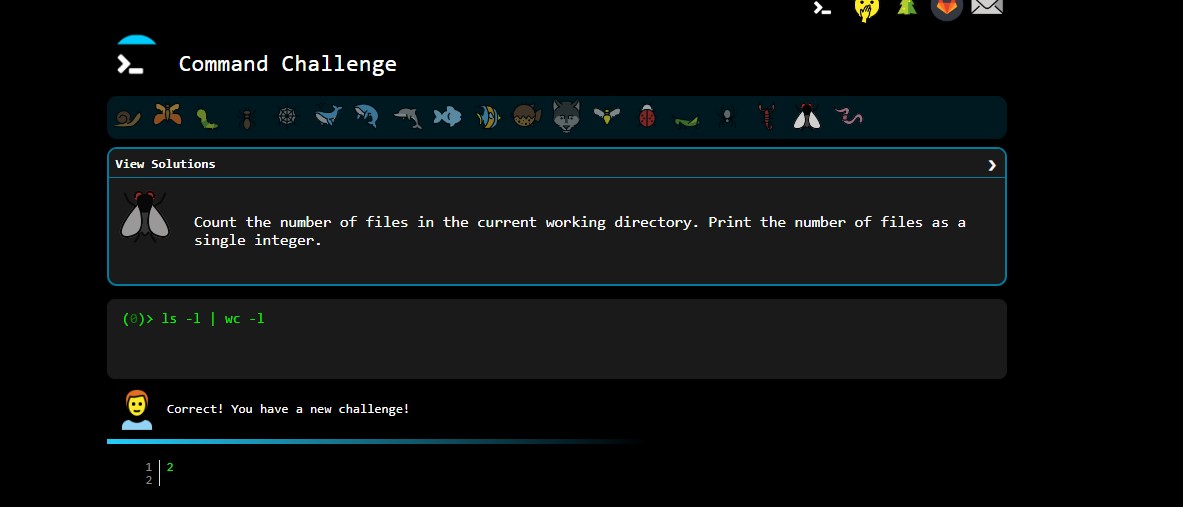 Command Challenge
View Solutions
Count the number of files in the current working directory. Print the number of files as a
single integer.
(0)> ls -l | wc -l
Correct! You have a new challenge!
1 2
2